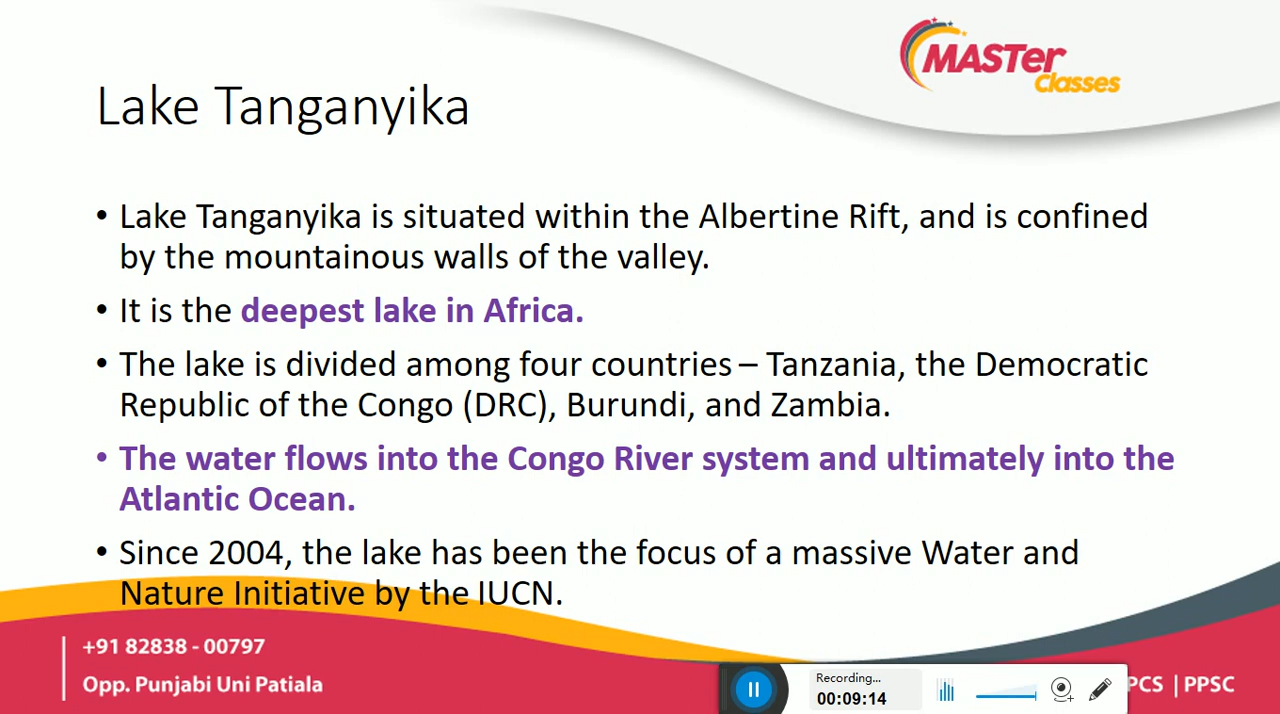 MASTer
Classes
Lake Tanganyika
• Lake Tanganyika is situated within the Albertine Rift, and is confined
by the mountainous walls of the valley.
• It is the deepest lake in Africa.
• The lake is divided among four countries – Tanzania, the Democratic
Republic of the Congo (DRC), Burundi, and Zambia.
• The water flows into the Congo River system and ultimately into the
Atlantic Ocean.
• Since 2004, the lake has been the focus of a massive Water and
Nature Initiative by the IUCN.
+91 82838 - 00797
Opp. Punjabi Uni Patiala
Recording...
00:09:14
PCS | PPSC